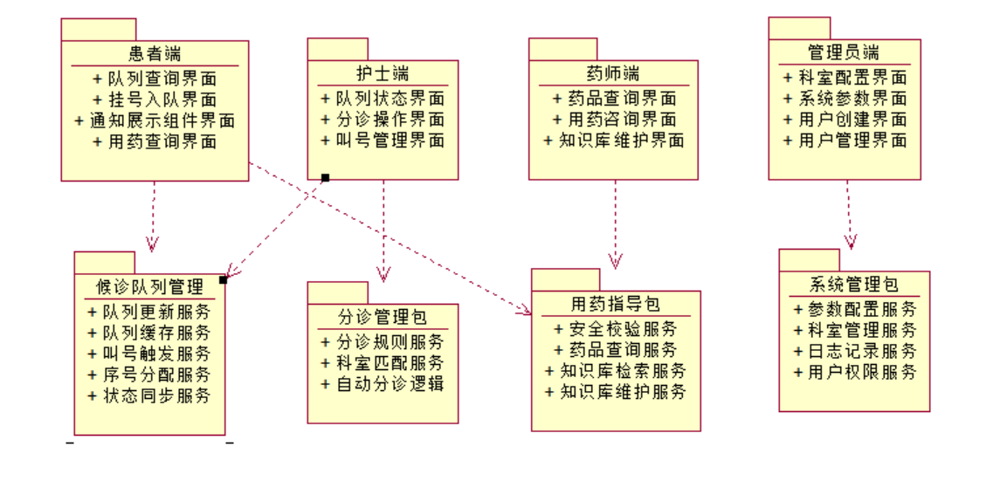 患者端
+ 队列查询界面
+ 挂号入队界面
+ 通知展示组件界面
+ 用药查询界面
护士端
+ 队列状态界面
+ 分诊操作界面
+ 叫号管理界面
药师端
+ 药品查询界面
+ 用药咨询界面
+ 知识库维护界面
管理员端
+ 科室配置界面
+ 系统参数界面
+ 用户创建界面
+ 用户管理界面
候诊队列管理
+ 队列更新服务
+ 队列缓存服务
+ 叫号触发服务
+ 序号分配服务
+ 状态同步服务
分诊管理包
+ 分诊规则服务
+ 科室匹配服务
+ 自动分诊逻辑
用药指导包
+ 安全校验服务
+ 药品查询服务
+ 知识库检索服务
+ 知识库维护服务
系统管理包
+ 参数配置服务
+ 科室管理服务
+ 日志记录服务
+ 用户权限服务